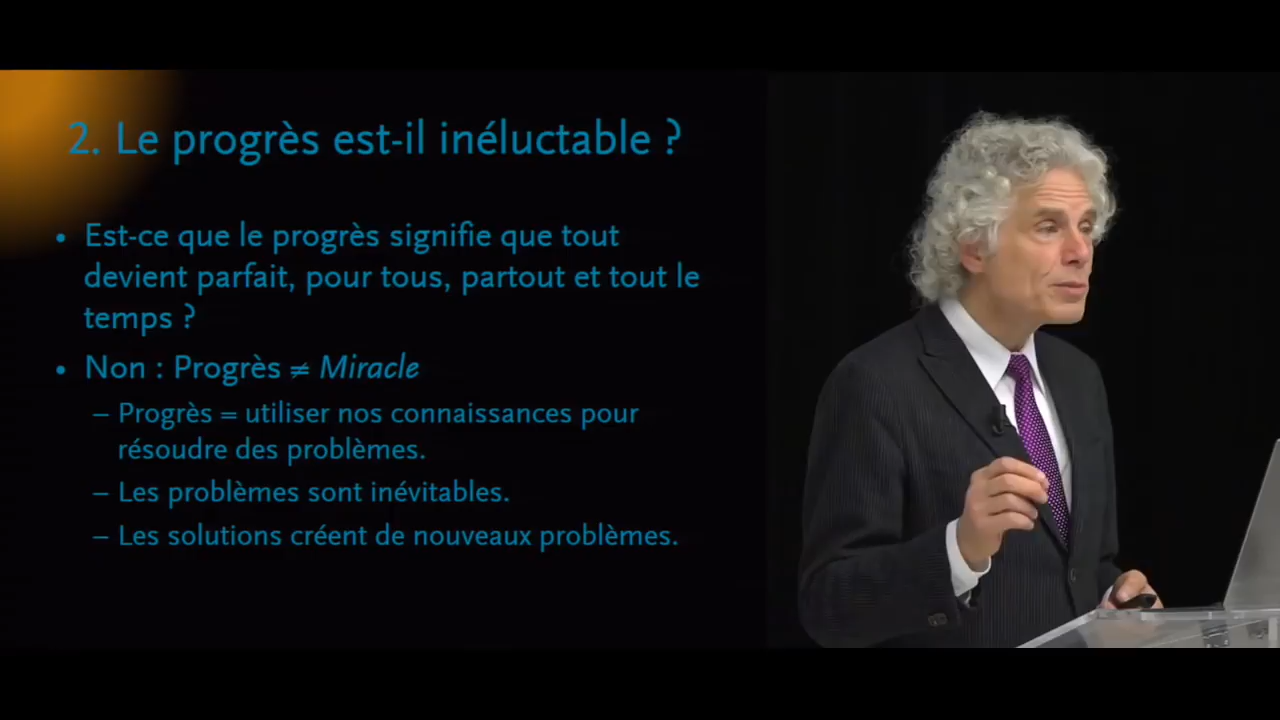 2. Le progrès est-il inéluctable ?
• Est-ce que le progrès signifie que tout
devient parfait, pour tous, partout et tout le
temps ?
• Non : Progrès ≠ Miracle
– Progrès = utiliser nos connaissances pour
résoudre des problèmes.
– Les problèmes sont inévitables.
– Les solutions créent de nouveaux problèmes.